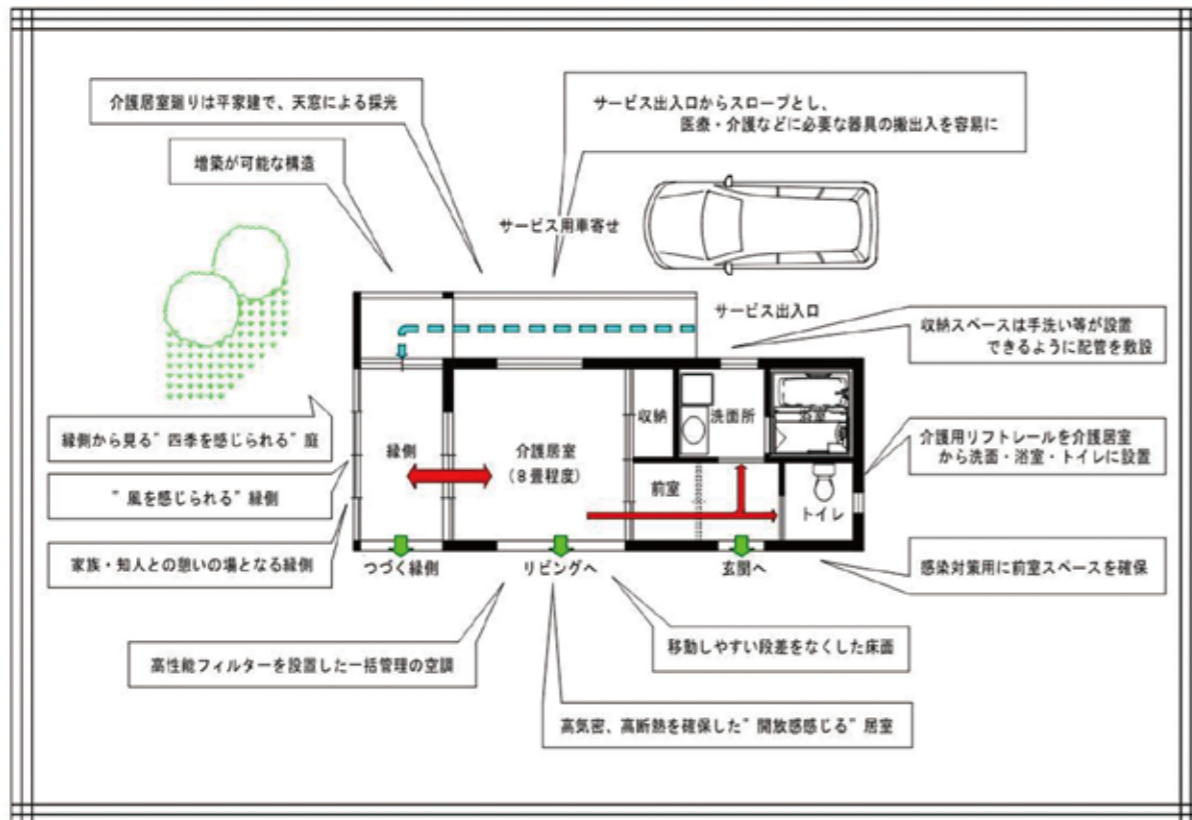 介護居室廻りは平家建で、天窓による採光
サービス出入口からスロープとし、
医療・介護などに必要な器具の搬出入を容易に
増築が可能な構造
サービス用車寄せ
サービス出入口
収納スペースは手洗い等が設置
できるように配管を敷設
縁側から見る"四季を感じられる"庭
縁側
介護居室
(8畳程度)
収納
洗面所
浴室
介護用リフトレールを介護居室
から洗面・浴室・トイレに設置
"風を感じられる"縁側
前室
トイレ
家族・知人との憩いの場となる縁側
つづく縁側
リビングへ
玄関へ
感染対策用に前室スペースを確保
高性能フィルターを設置した一括管理の空調
移動しやすい段差をなくした床面
高気密、高断熱を確保した"開放感感じる"居室